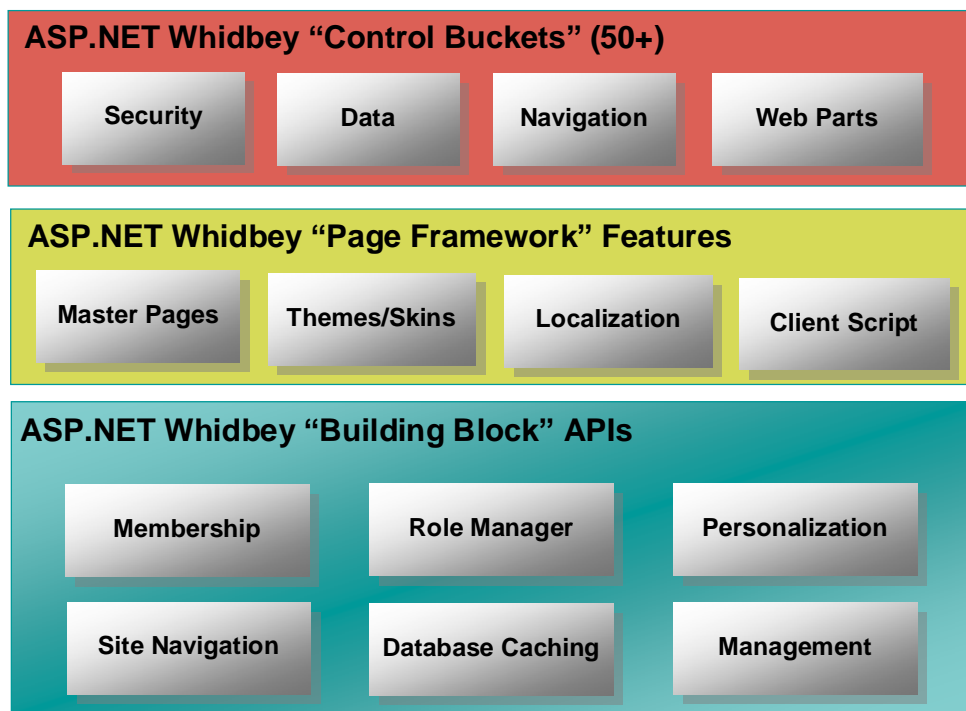 ASP.NET Whidbey “Control Buckets” (50+)
Security
Data
Navigation
Web Parts
ASP.NET Whidbey “Page Framework” Features
Master Pages
Themes/Skins
Localization
Client Script
ASP.NET Whidbey “Building Block” APIs
Membership
Role Manager
Personalization
Site Navigation
Database Caching
Management